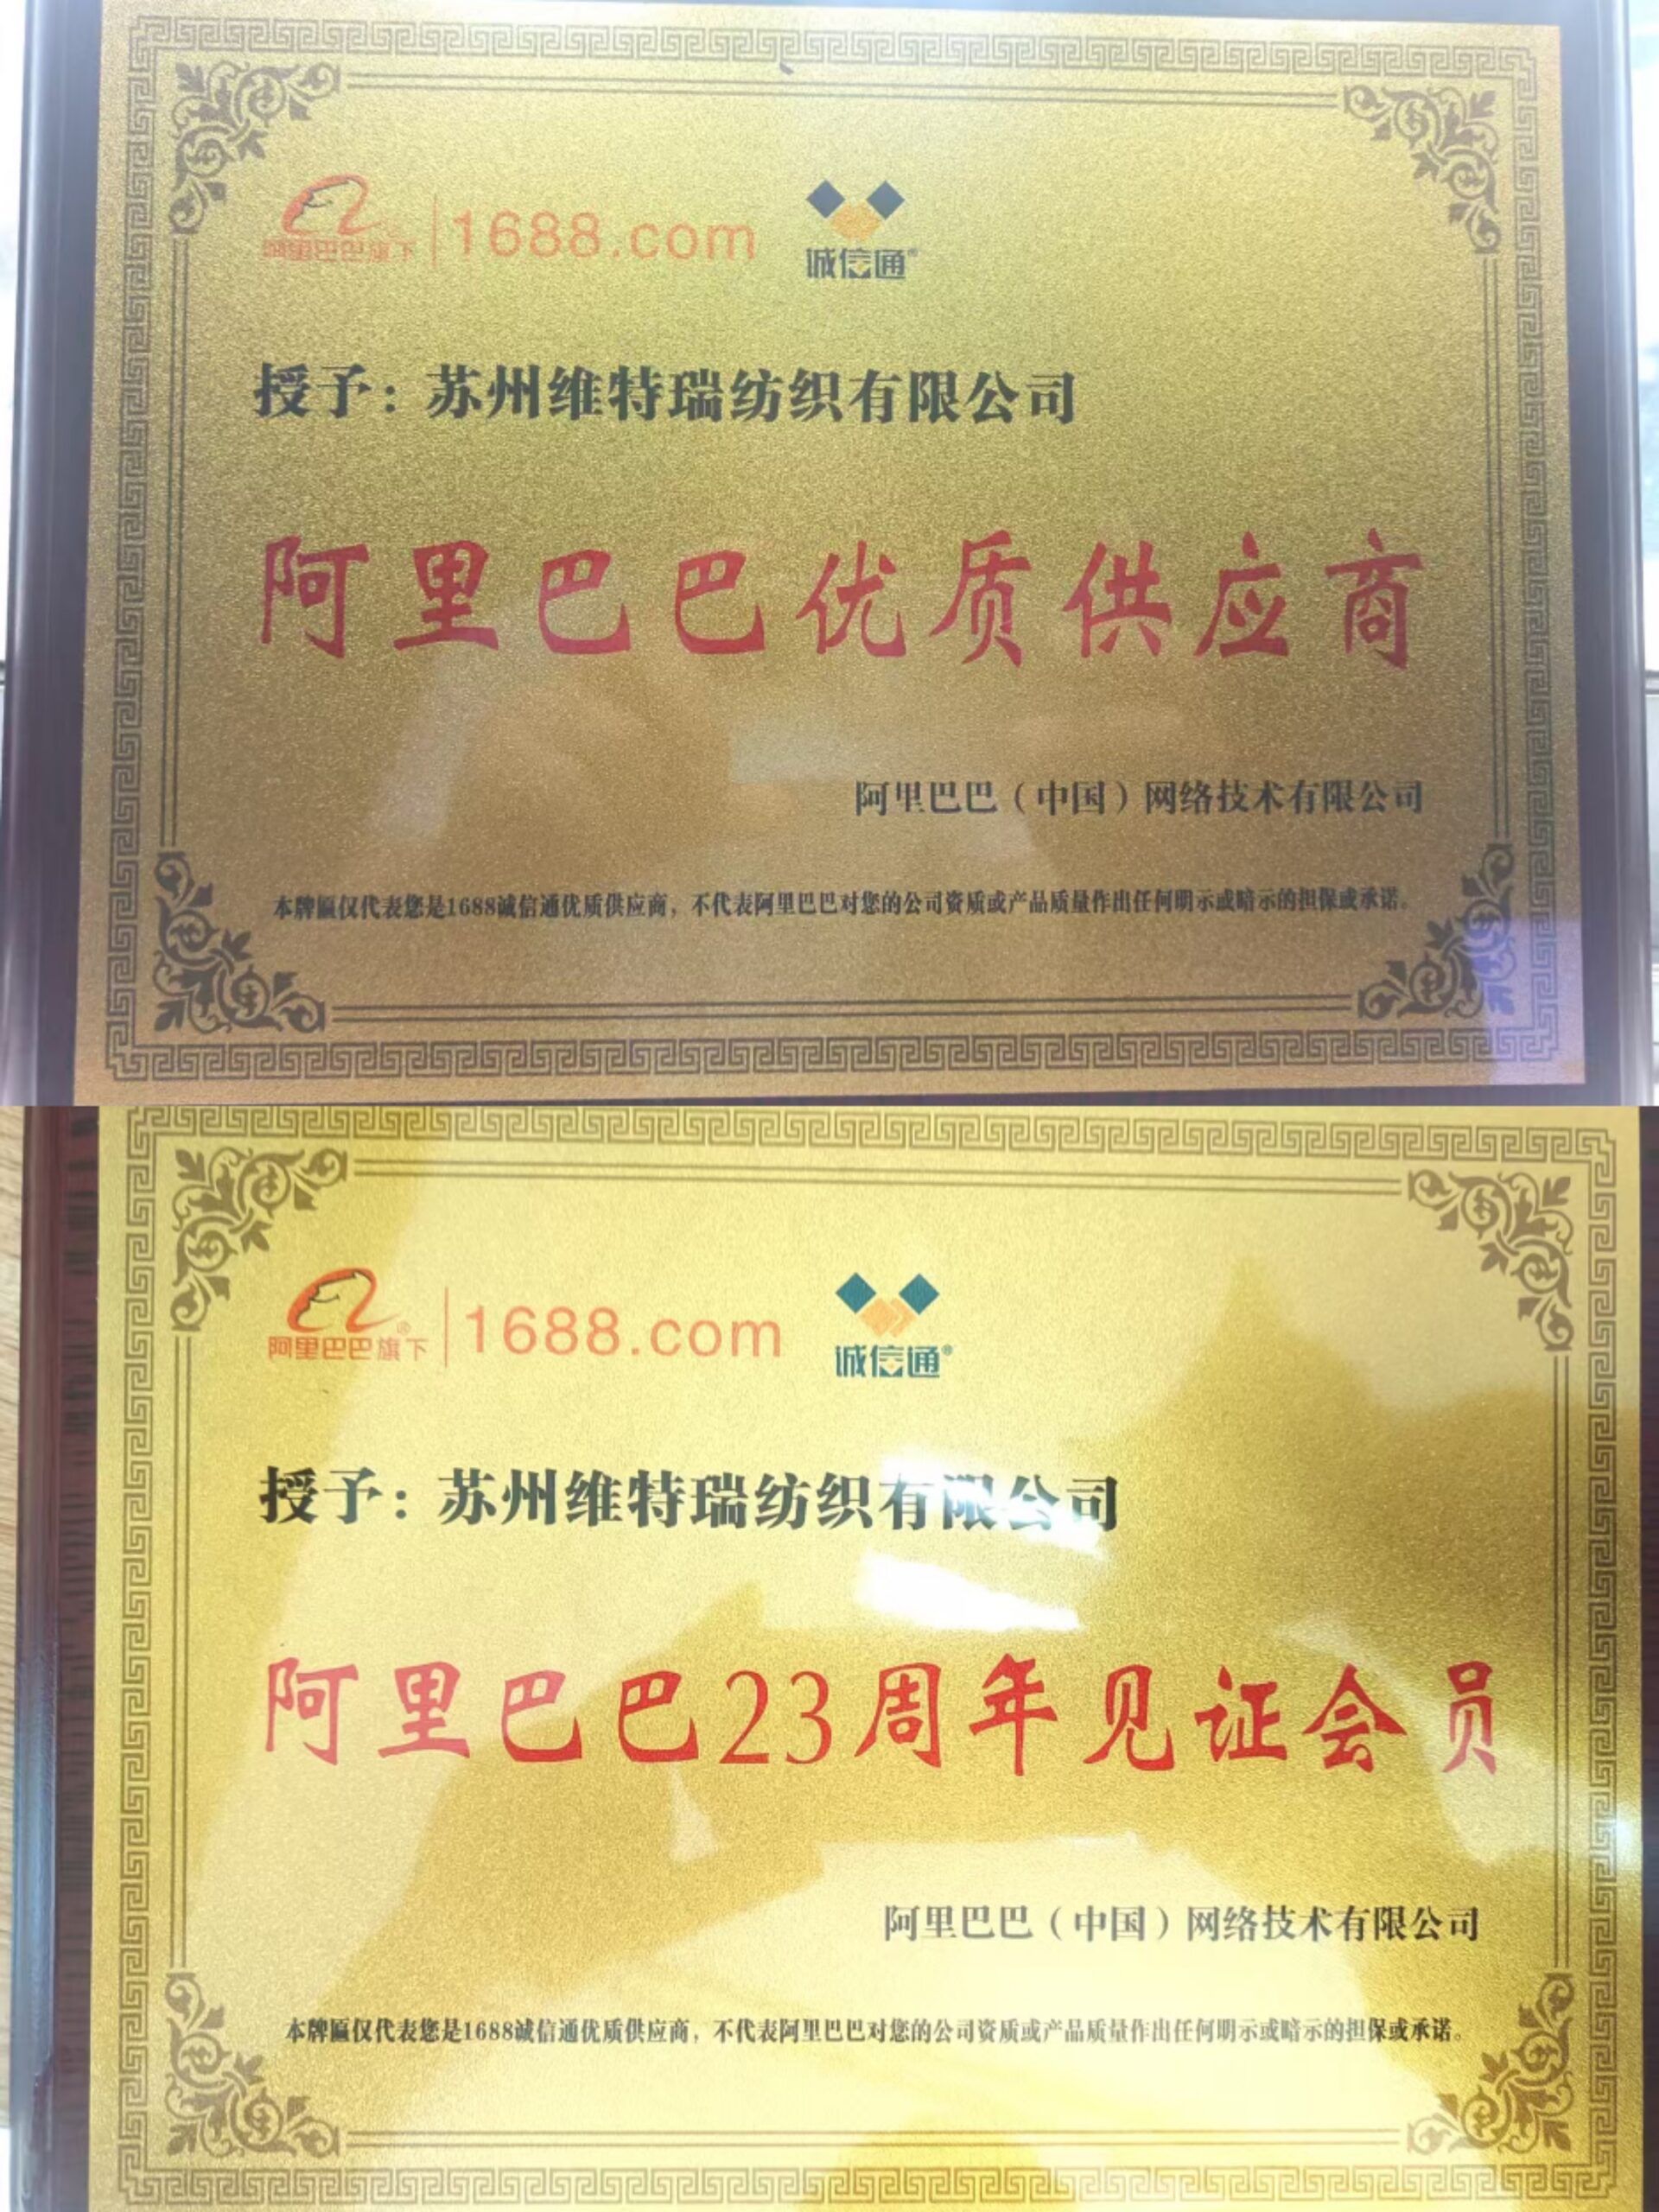 阿里巴巴旗下 1688.com 诚信通®
授予：苏州维特瑞纺织有限公司
阿里巴巴优质供应商
阿里巴巴（中国）网络技术有限公司
本牌匾仅代表您是1688诚信通优质供应商，不代表阿里巴巴对您的公司资质或产品质量作出任何明示或暗示的担保或承诺。
阿里巴巴旗下® 1688.com 诚信通®
授予：苏州维特瑞纺织有限公司
阿里巴巴23周年见证会员
阿里巴巴（中国）网络技术有限公司
本牌匾仅代表您是1688诚信通优质供应商，不代表阿里巴巴对您的公司资质或产品质量作出任何明示或暗示的担保或承诺。